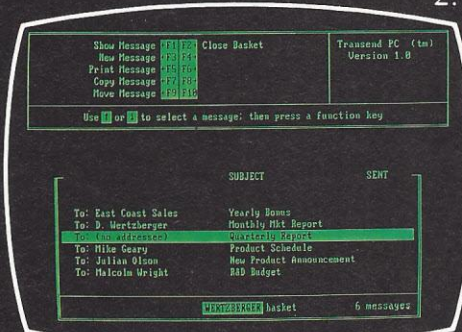 2.
Show Message ←F1 F2→ Close Basket Transend PC (tm)
New Message ←F3 F4→ Version 1.0
Print Message ←F5 F6→
Copy Message ←F7 F8→
Move Message ←F9 F10
Use ↑ or ↓ to select a message; then press a function key
SUBJECT SENT
To: East Coast Sales Yearly Bonus
To: D. Wertzberger Monthly Mkt Report
To: (no addressee) Quarterly Report
To: Mike Geary Product Schedule
To: Julian Olson New Product Announcement
To: Malcolm Wright R&D Budget
WERTZBERGER basket 6 messages